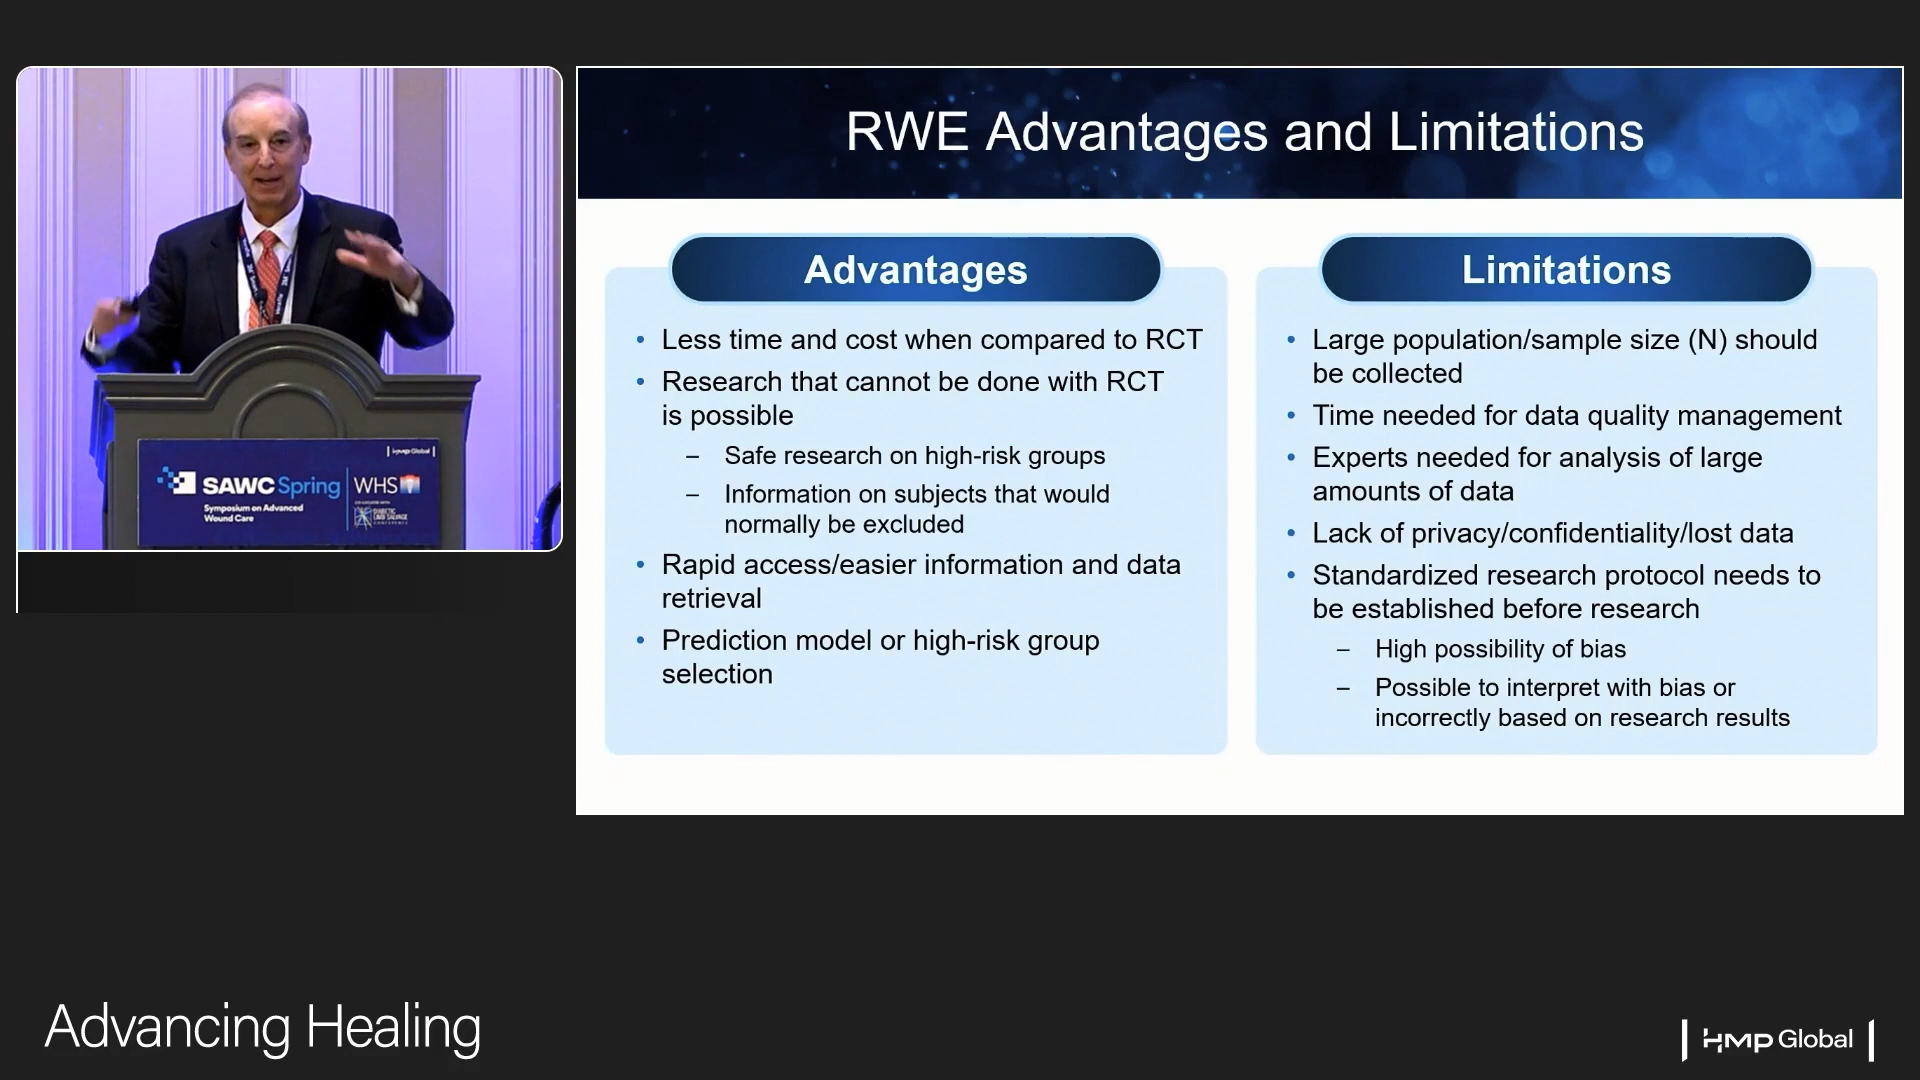 RWE Advantages and Limitations
Advantages
• Less time and cost when compared to RCT
• Research that cannot be done with RCT
is possible
– Safe research on high-risk groups
– Information on subjects that would
normally be excluded
• Rapid access/easier information and data
retrieval
• Prediction model or high-risk group
selection
Limitations
• Large population/sample size (N) should
be collected
• Time needed for data quality management
• Experts needed for analysis of large
amounts of data
• Lack of privacy/confidentiality/lost data
• Standardized research protocol needs to
be established before research
– High possibility of bias
– Possible to interpret with bias or
incorrectly based on research results
HMP Global
SAWC Spring
Symposium on Advanced
Wound Care
WHS
DIABETIC
LIMB SALVAGE
CONFERENCE
Advancing Healing
HMP Global